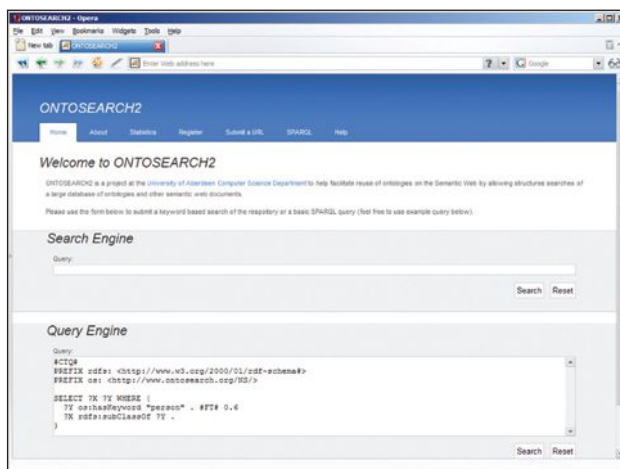 ONTOSEARCH2 - Opera
File Edit View Bookmarks Widgets Tools Help
New tab ONTOSEARCH2
Enter Web address here ? Google
ONTOSEARCH2
Home About Statistics Register Submit a URL SPARQL Help
Welcome to ONTOSEARCH2
ONTOSEARCH2 is a project at the University of Aberdeen Computer Science Department to help facilitate reuse of ontologies on the Semantic Web by allowing structures searches of
a large database of ontologies and other semantic web documents.
Please use the form below to submit a keyword based search of the respoitory or a basic SPARQL query (feel free to use example query below).
Search Engine
Query:
Search Reset
Query Engine
Query:
#CTQ#
PREFIX rdfs: <http://www.w3.org/2000/01/rdf-schema#>
PREFIX os: <http://www.ontosearch.org/NS/>
SELECT ?X ?Y WHERE {
?Y os:hasKeyword "person" . #FT# 0.6
?X rdfs:subClassOf ?Y .
}
Search Reset